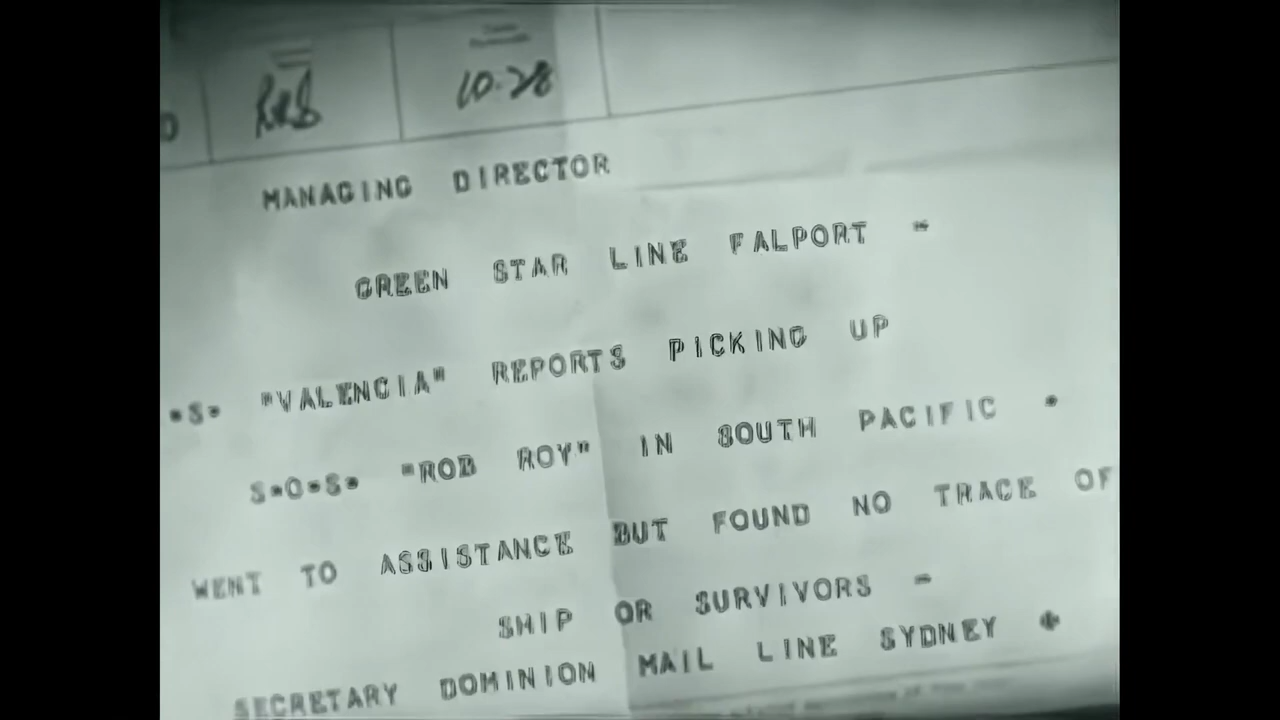 10.28
MANAGING DIRECTOR
GREEN STAR LINE FALPORT =
.S. "VALENCIA" REPORTS PICKING UP
S.O.S. "ROB ROY" IN SOUTH PACIFIC .
WENT TO ASSISTANCE BUT FOUND NO TRACE OF
SHIP OR SURVIVORS =
SECRETARY DOMINION MAIL LINE SYDNEY +